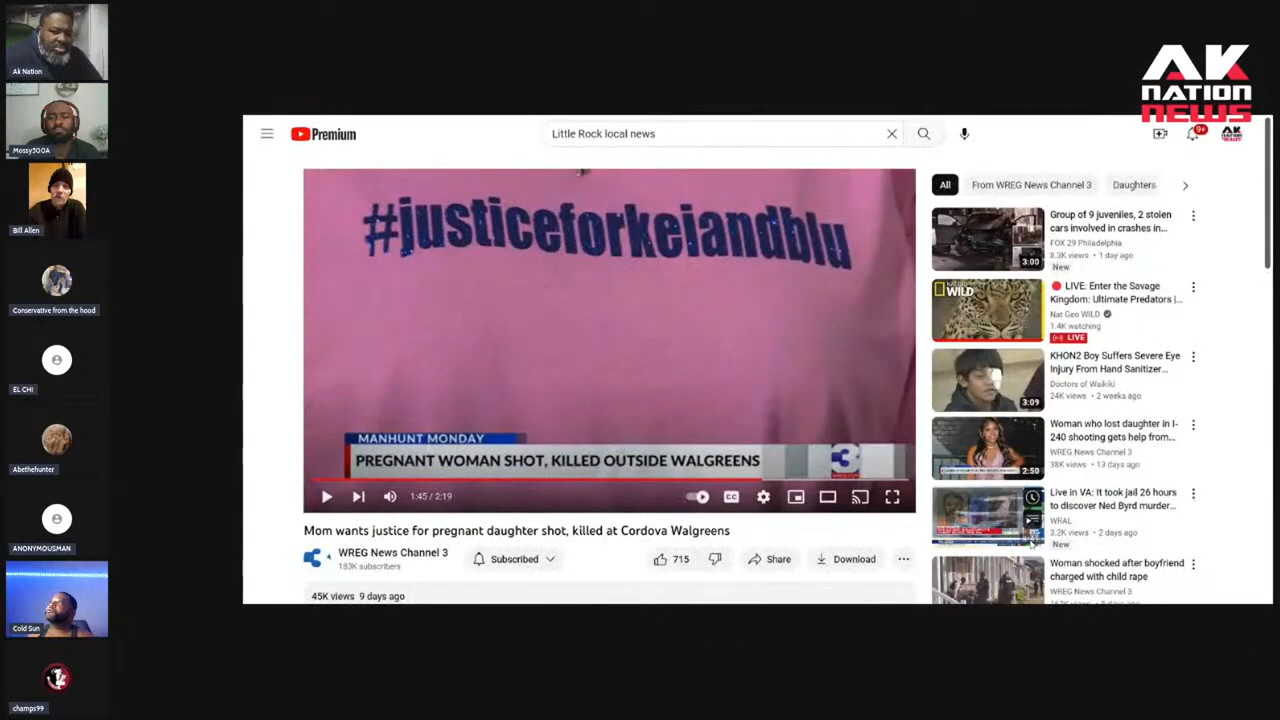 Ak Nation
Mossy500A
Bill Allen
Conservative from the hood
EL CHI
Abethehunter
ANONYMOUSMAN
Cold Sun
champs99
AK
NATION
NEWS
Premium
Little Rock local news
9+
#justiceforkeiandblu
MANHUNT MONDAY
PREGNANT WOMAN SHOT, KILLED OUTSIDE WALGREENS
3
1:45 / 2:19
CC
Mom wants justice for pregnant daughter shot, killed at Cordova Walgreens
WREG News Channel 3
183K subscribers
Subscribed
715
Share
Download
45K views 9 days ago
All
From WREG News Channel 3
Daughters
3:00
Group of 9 juveniles, 2 stolen
cars involved in crashes in...
FOX 29 Philadelphia
8.3K views • 1 day ago
New
NAT GEO
WILD
LIVE: Enter the Savage
Kingdom: Ultimate Predators |...
Nat Geo WILD
1.4K watching
LIVE
3:09
KHON2 Boy Suffers Severe Eye
Injury From Hand Sanitizer...
Doctors of Waikiki
24K views • 2 weeks ago
2:50
Woman who lost daughter in I-
240 shooting gets help from...
WREG News Channel 3
38K views • 13 days ago
Live in VA: It took jail 26 hours
to discover Ned Byrd murder...
WRAL
3.2K views • 2 days ago
New
Woman shocked after boyfriend
charged with child rape
WREG News Channel 3